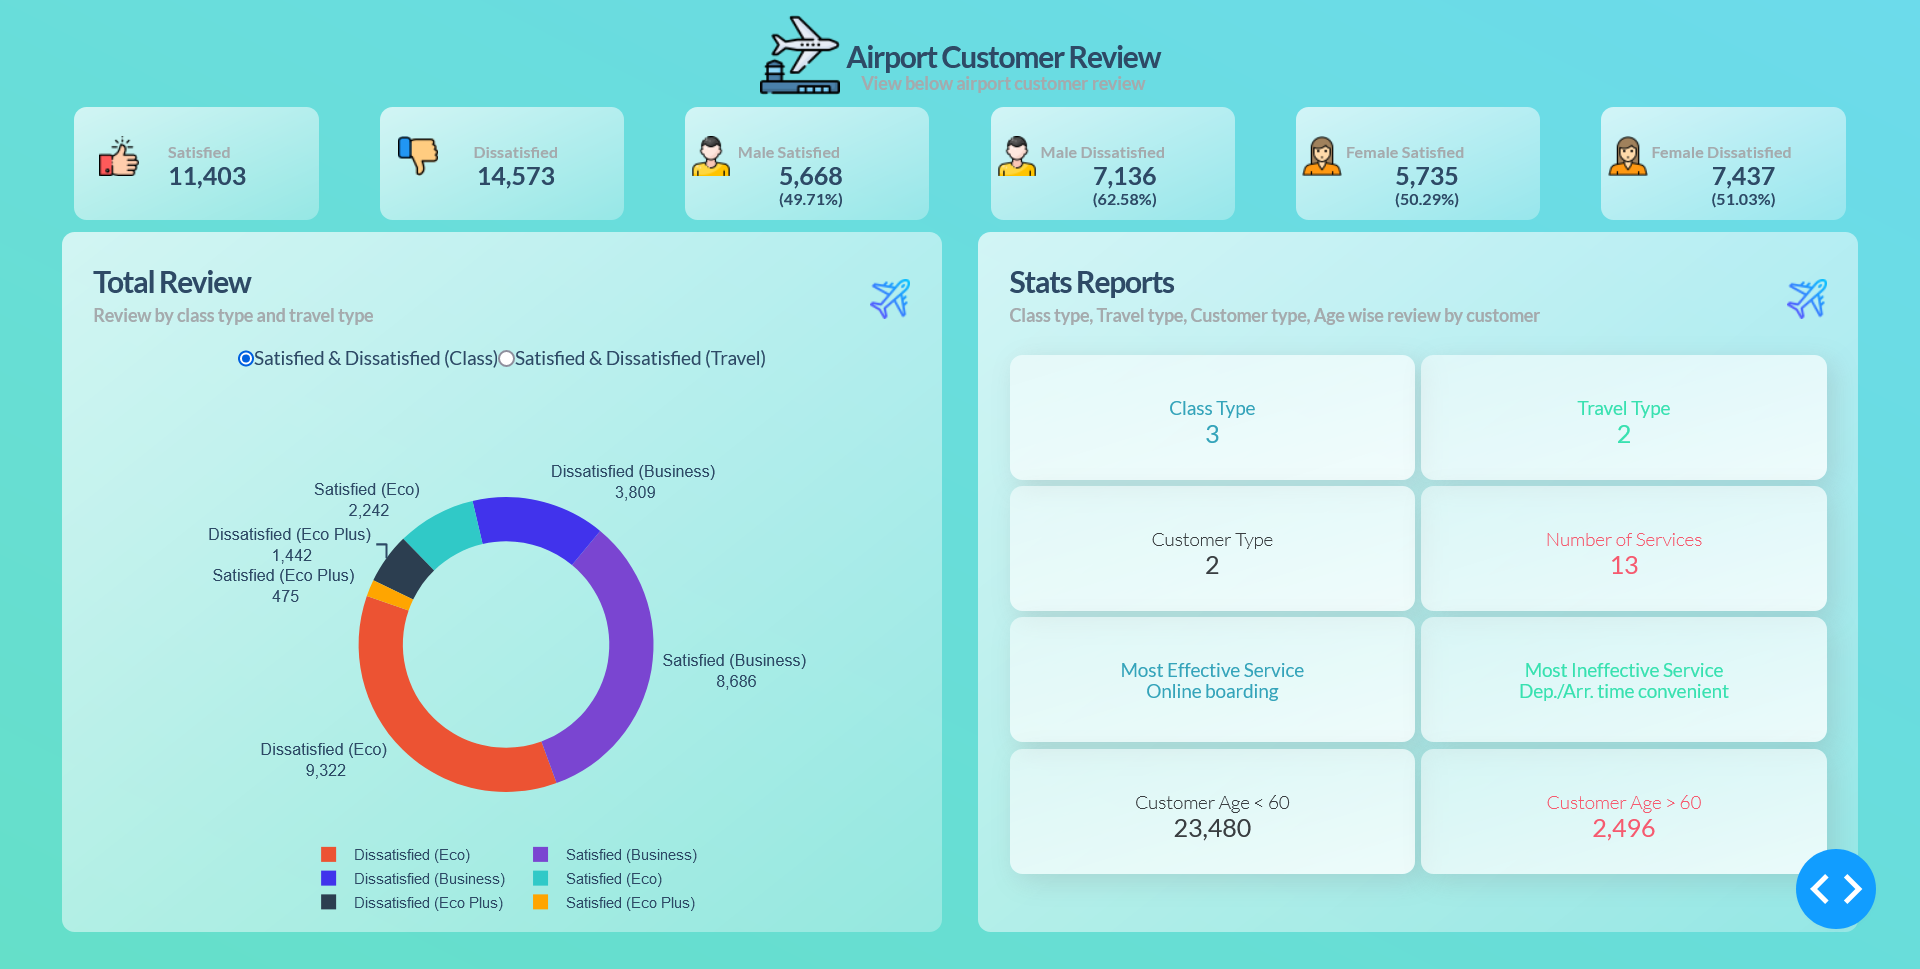 Airport Customer Review
View below airport customer review
Satisfied
11,403
Dissatisfied
14,573
Male Satisfied
5,668
(49.71%)
Male Dissatisfied
7,136
(62.58%)
Female Satisfied
5,735
(50.29%)
Female Dissatisfied
7,437
(51.03%)
Total Review
Review by class type and travel type
Satisfied & Dissatisfied (Class)
Satisfied & Dissatisfied (Travel)
Dissatisfied (Business)
3,809
Satisfied (Eco)
2,242
Dissatisfied (Eco Plus)
1,442
Satisfied (Eco Plus)
475
Satisfied (Business)
8,686
Dissatisfied (Eco)
9,322
Dissatisfied (Eco)
Satisfied (Business)
Dissatisfied (Business)
Satisfied (Eco)
Dissatisfied (Eco Plus)
Satisfied (Eco Plus)
Stats Reports
Class type, Travel type, Customer type, Age wise review by customer
Class Type
3
Travel Type
2
Customer Type
2
Number of Services
13
Most Effective Service
Online boarding
Most Ineffective Service
Dep./Arr. time convenient
Customer Age < 60
23,480
Customer Age > 60
2,496